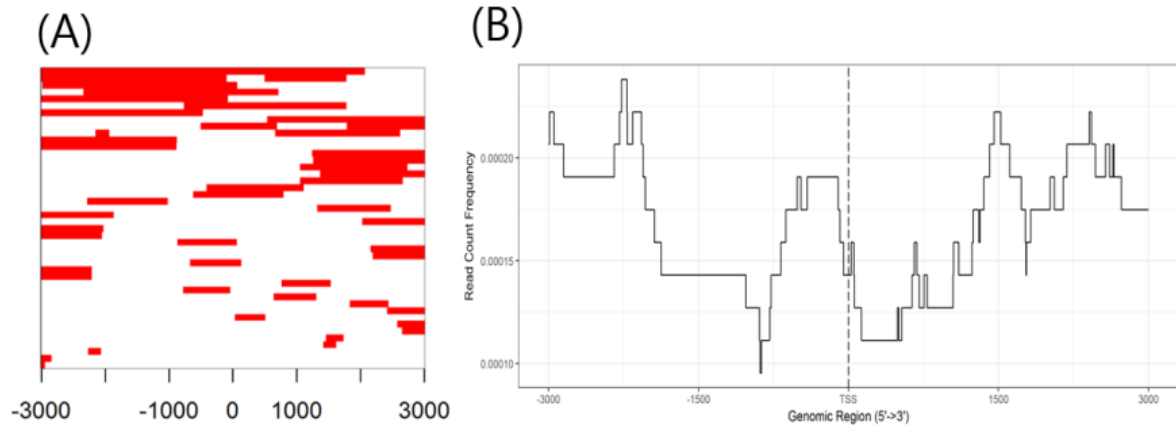 (A)
(B)
-3000 -1000 0 1000 3000
Read Count Frequency
0.00020
0.00015
0.00010
-3000 -1500 TSS 1500 3000
Genomic Region (5'->3')